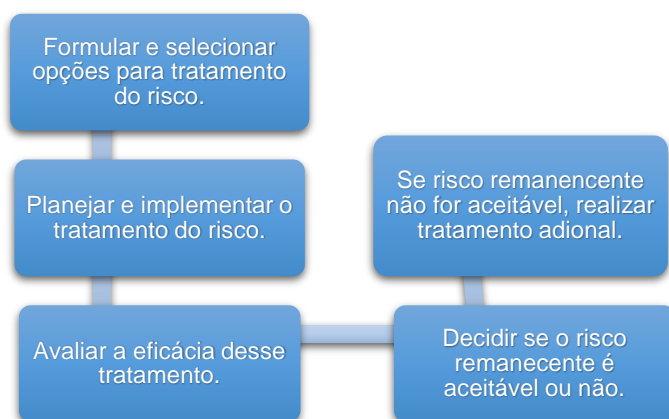 Formular e selecionar
opções para tratamento
do risco.
Planejar e implementar o
tratamento do risco.
Avaliar a eficácia desse
tratamento.
Decidir se o risco
remanecente é
aceitável ou não.
Se risco remanencente
não for aceitável, realizar
tratamento adional.